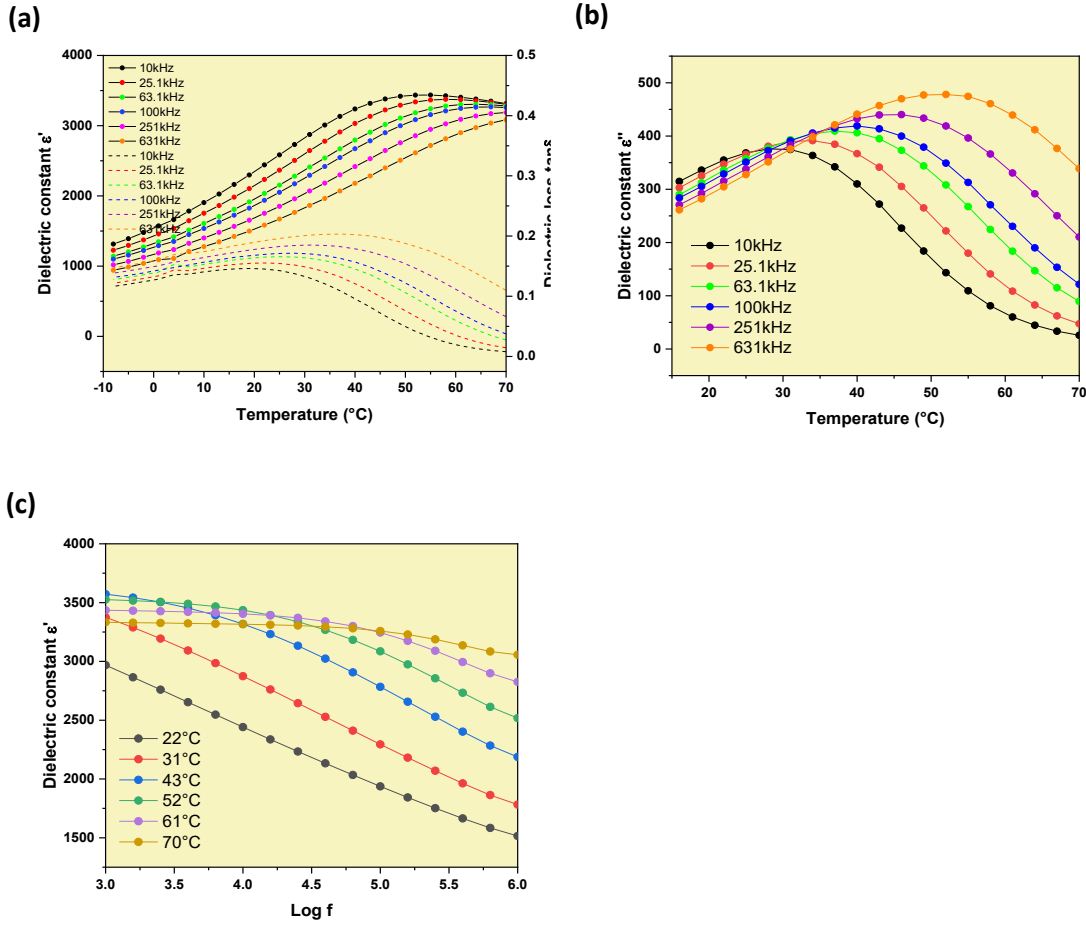 (a)
4000
3000
2000
1000
0
Dielectric constant ε'
10kHz
25.1kHz
63.1kHz
100kHz
251kHz
631kHz
10kHz
25.1kHz
63.1kHz
100kHz
251kHz
631kHz
0.5
0.4
0.3
0.2
0.1
0.0
Dielectric loss tanδ
-10 0 10 20 30 40 50 60 70
Temperature (°C)
(b)
500
400
300
200
100
0
Dielectric constant ε"
10kHz
25.1kHz
63.1kHz
100kHz
251kHz
631kHz
20 30 40 50 60 70
Temperature (°C)
(c)
4000
3500
3000
2500
2000
1500
Dielectric constant ε'
22°C
31°C
43°C
52°C
61°C
70°C
3.0 3.5 4.0 4.5 5.0 5.5 6.0
Log f